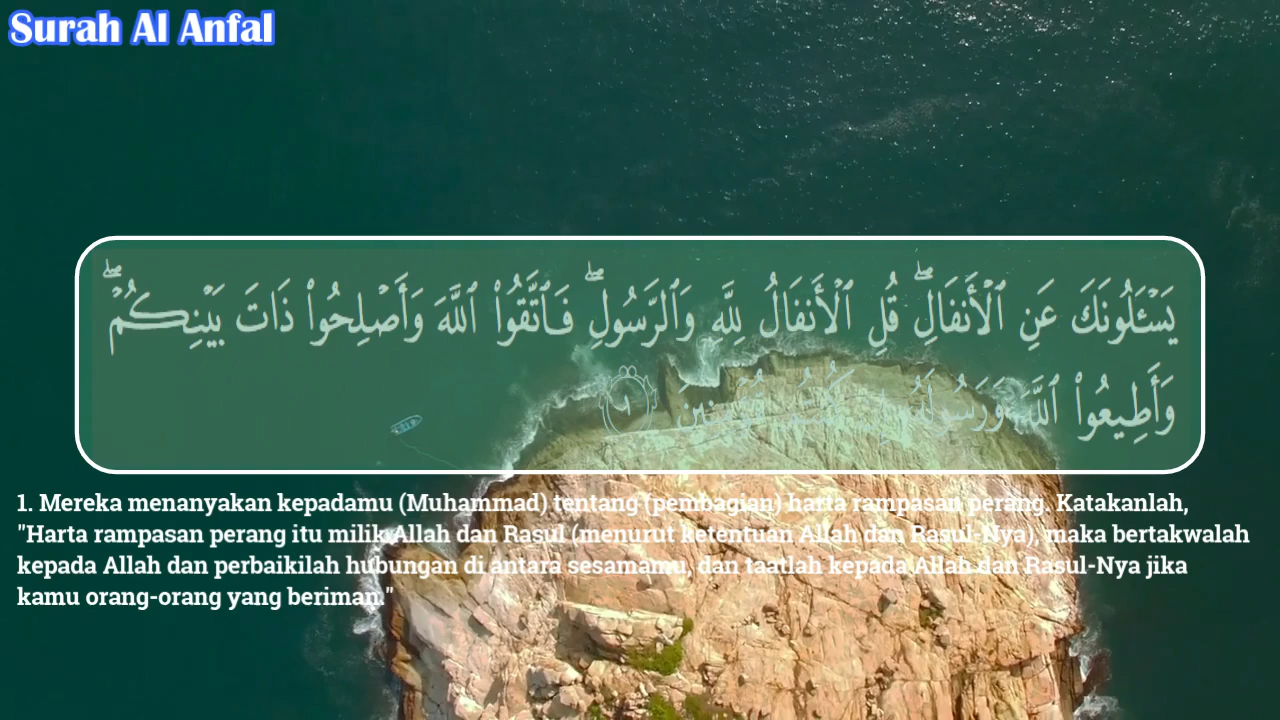 Surah Al Anfal
يَسْـَٔلُونَكَ عَنِ ٱلْأَنفَالِ ۖ قُلِ ٱلْأَنفَالُ لِلَّهِ وَٱلرَّسُولِ ۖ فَٱتَّقُوا۟ ٱللَّهَ وَأَصْلِحُوا۟ ذَاتَ بَيْنِكُمْ ۖ
وَأَطِيعُوا۟ ٱللَّهَ وَرَسُولَهُۥٓ إِن كُنتُم مُّؤْمِنِينَ ١
1. Mereka menanyakan kepadamu (Muhammad) tentang (pembagian) harta rampasan perang. Katakanlah,
"Harta rampasan perang itu milik Allah dan Rasul (menurut ketentuan Allah dan Rasul-Nya), maka bertakwalah
kepada Allah dan perbaikilah hubungan di antara sesamamu, dan taatlah kepada Allah dan Rasul-Nya jika
kamu orang-orang yang beriman."